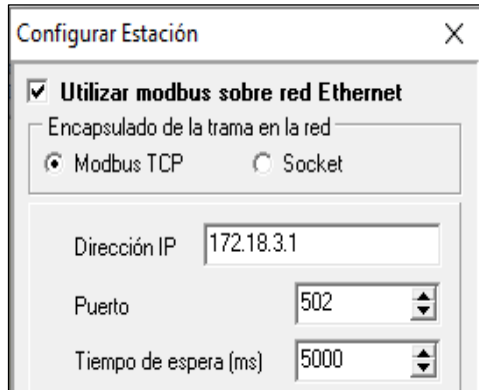 Configurar Estación
Utilizar modbus sobre red Ethernet
Encapsulado de la trama en la red
Modbus TCP Socket
Dirección IP 172.18.3.1
Puerto 502
Tiempo de espera (ms) 5000